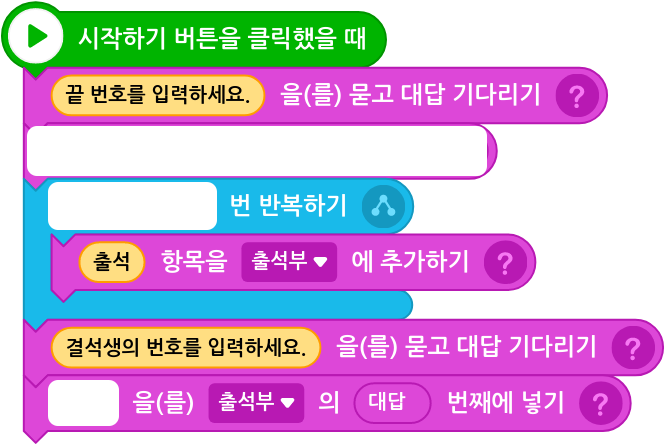 시작하기 버튼을 클릭했을 때
끝 번호를 입력하세요. 을(를) 묻고 대답 기다리기 ?
번 반복하기
출석 항목을 출석부 ▼ 에 추가하기 ?
결석생의 번호를 입력하세요. 을(를) 묻고 대답 기다리기 ?
을(를) 출석부 ▼ 의 대답 번째에 넣기 ?